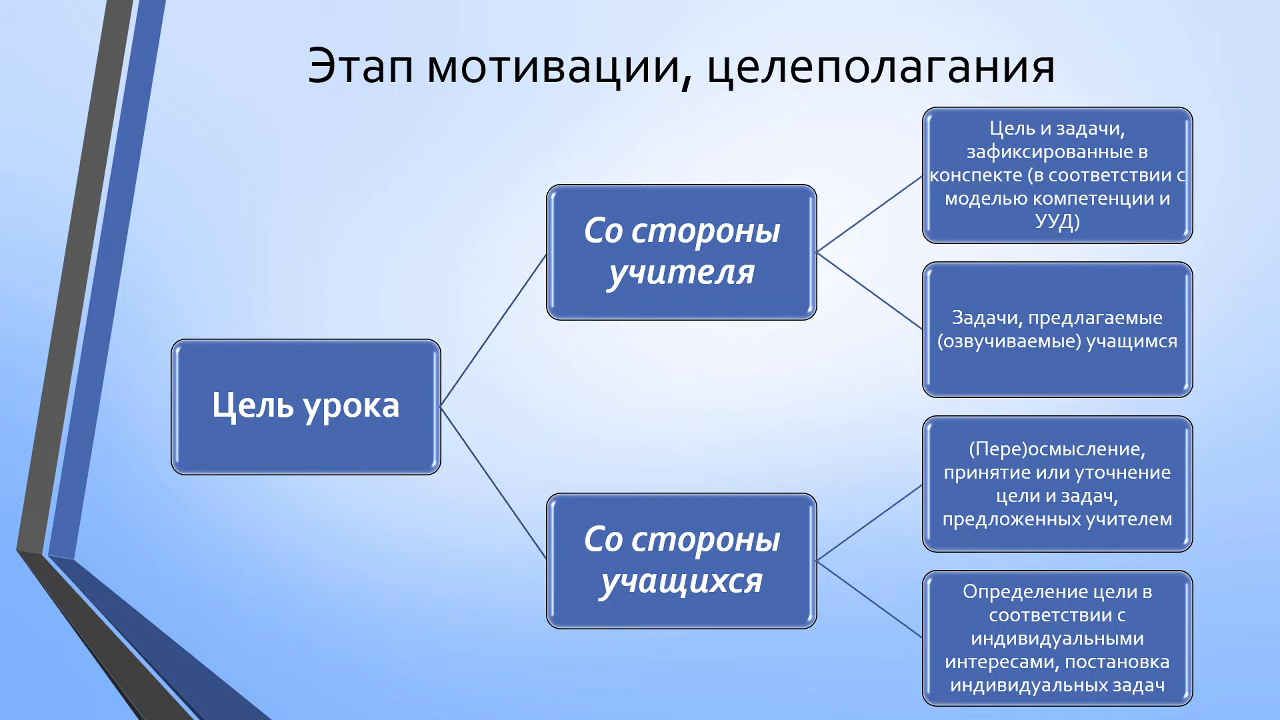 Этап мотивации, целеполагания
Цель урока
Со стороны
учителя
Цель и задачи,
зафиксированные в
конспекте (в соответствии с
моделью компетенции и
УУД)
Задачи, предлагаемые
(озвучиваемые) учащимся
Со стороны
учащихся
(Пере)осмысление,
принятие или уточнение
цели и задач,
предложенных учителем
Определение цели в
соответствии с
индивидуальными
интересами, постановка
индивидуальных задач